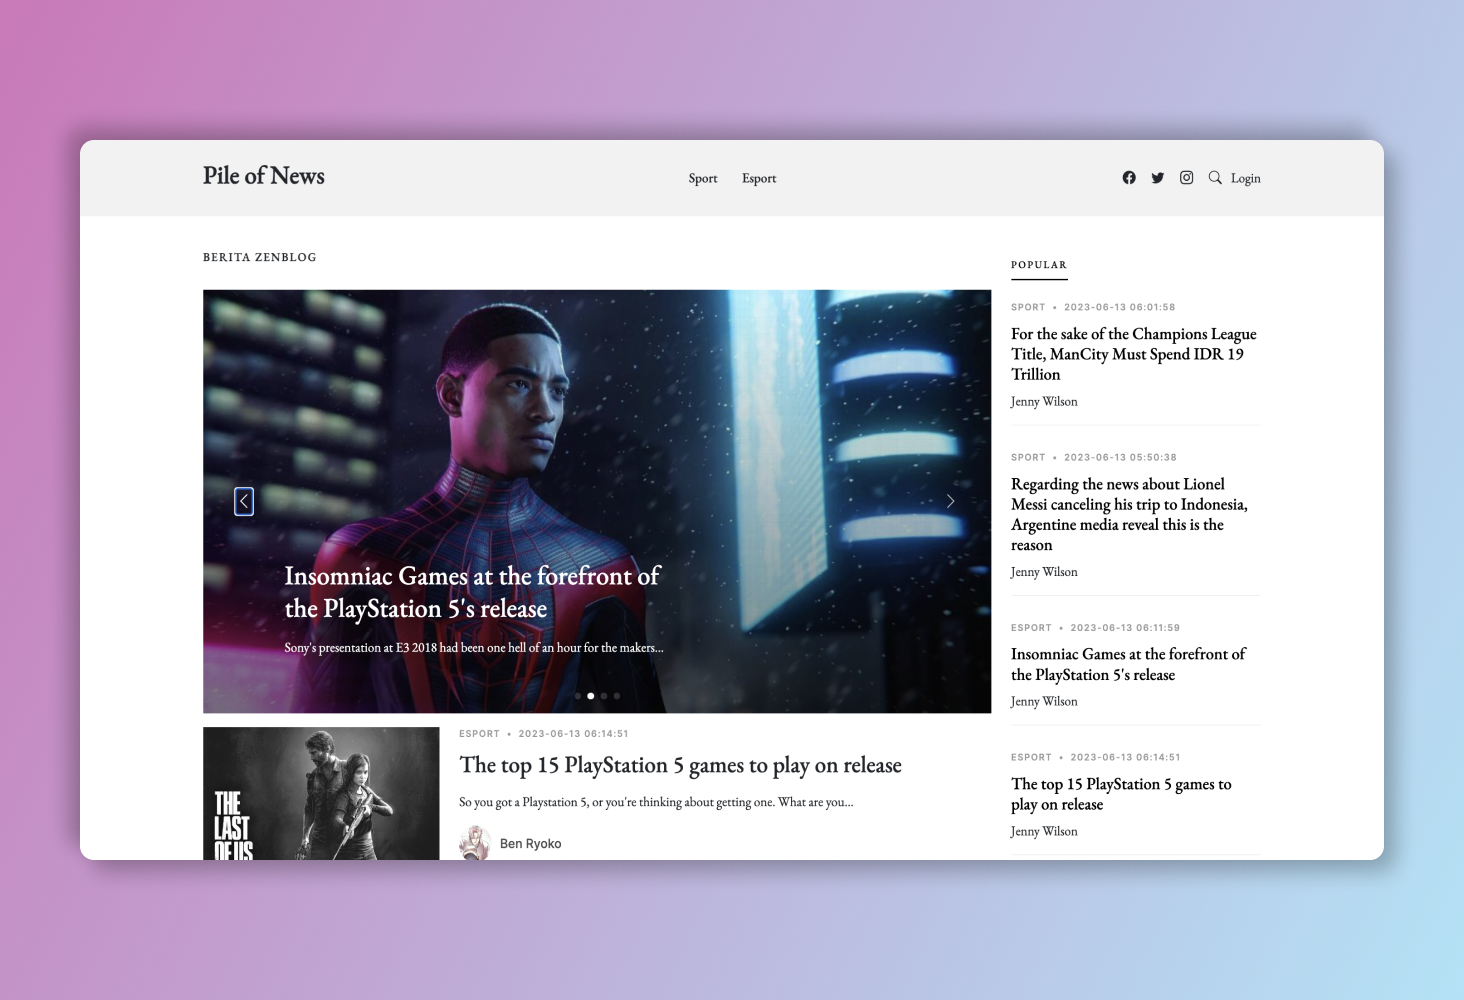 Pile of News
Sport
Esport
Login
BERITA ZENBLOG
Insomniac Games at the forefront of
the PlayStation 5's release
Sony's presentation at E3 2018 had been one hell of an hour for the makers...
THE
LAST
OF US
ESPORT • 2023-06-13 06:14:51
The top 15 PlayStation 5 games to play on release
So you got a Playstation 5, or you're thinking about getting one. What are you...
Ben Ryoko
POPULAR
SPORT • 2023-06-13 06:01:58
For the sake of the Champions League
Title, ManCity Must Spend IDR 19
Trillion
Jenny Wilson
SPORT • 2023-06-13 05:50:38
Regarding the news about Lionel
Messi canceling his trip to Indonesia,
Argentine media reveal this is the
reason
Jenny Wilson
ESPORT • 2023-06-13 06:11:59
Insomniac Games at the forefront of
the PlayStation 5's release
Jenny Wilson
ESPORT • 2023-06-13 06:14:51
The top 15 PlayStation 5 games to
play on release
Jenny Wilson